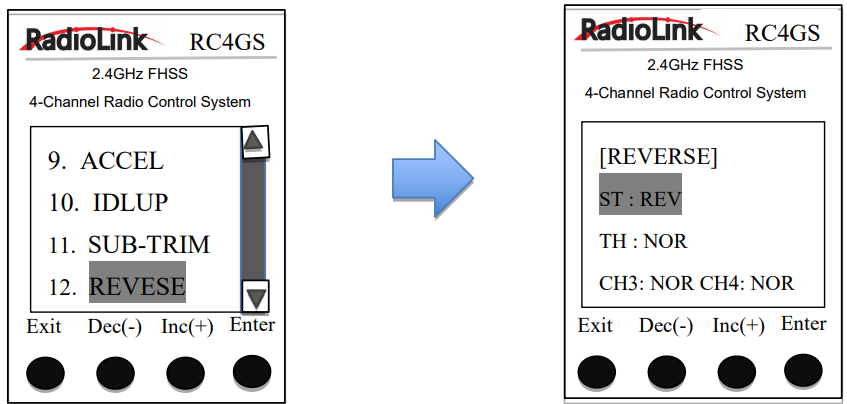 RadioLink RC4GS
2.4GHz FHSS
4-Channel Radio Control System
9. ACCEL
10. IDLUP
11. SUB-TRIM
12. REVESE
Exit Dec(-) Inc(+) Enter
RadioLink RC4GS
2.4GHz FHSS
4-Channel Radio Control System
[REVERSE]
ST : REV
TH : NOR
CH3: NOR CH4: NOR
Exit Dec(-) Inc(+) Enter